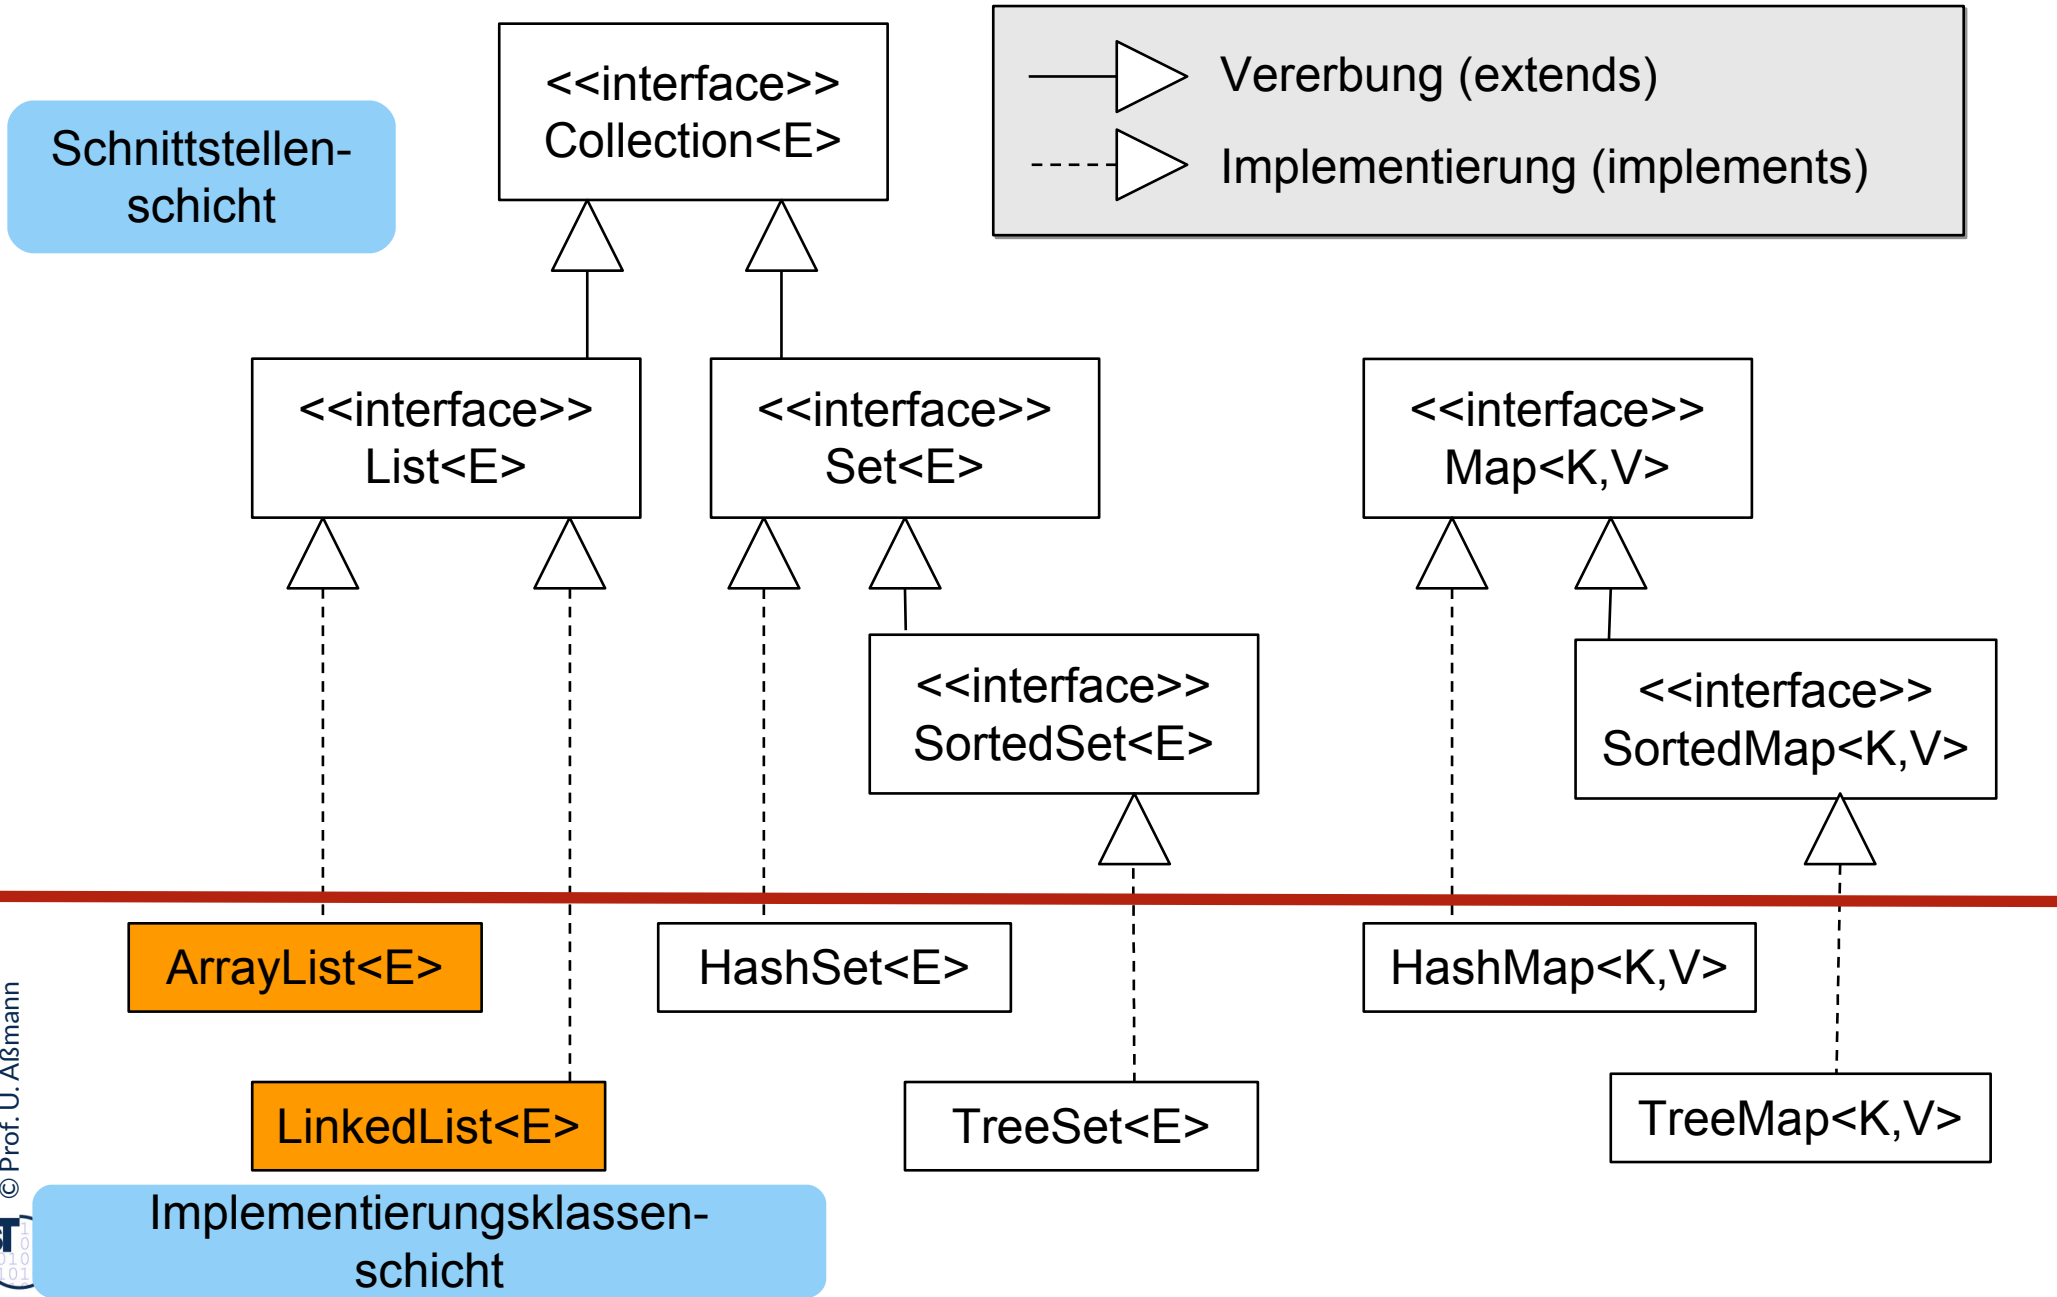 <<interface>>
Collection<E>
Vererbung (extends)
Implementierung (implements)
Schnittstellen-
schicht
<<interface>>
List<E>
<<interface>>
Set<E>
<<interface>>
Map<K,V>
<<interface>>
SortedSet<E>
<<interface>>
SortedMap<K,V>
ArrayList<E>
HashSet<E>
HashMap<K,V>
LinkedList<E>
TreeSet<E>
TreeMap<K,V>
Implementierungsklassen-
schicht
© Prof. U. Aßmann